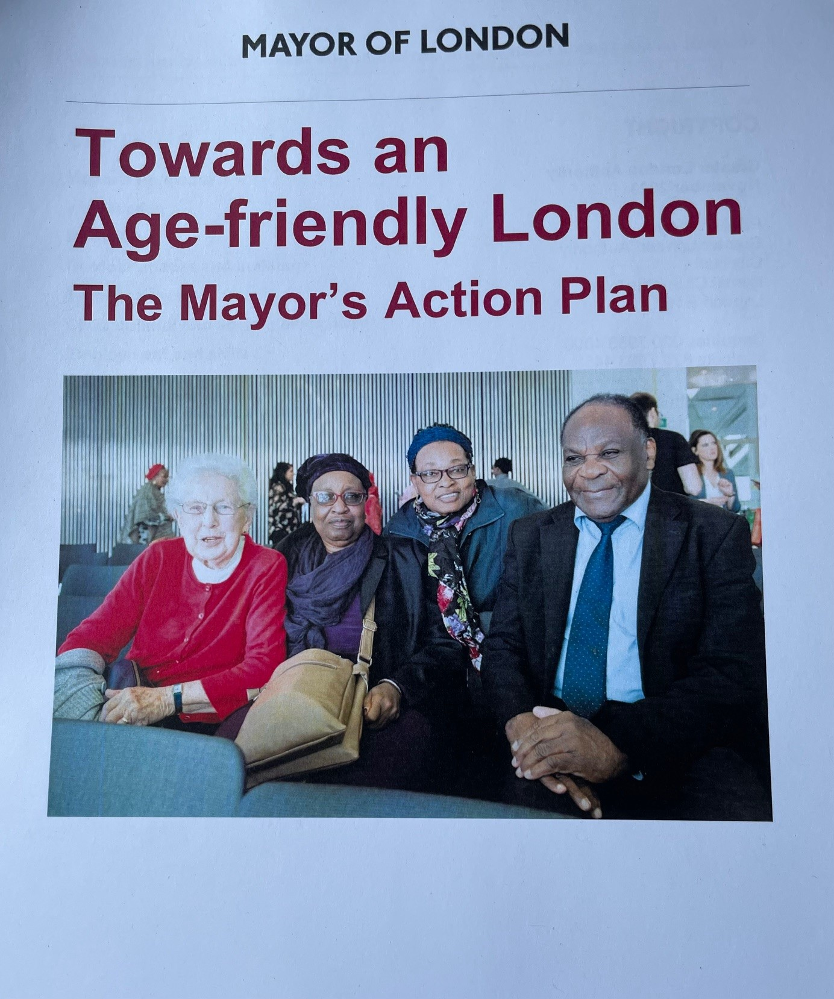 MAYOR OF LONDON
Towards an
Age-friendly London
The Mayor’s Action Plan